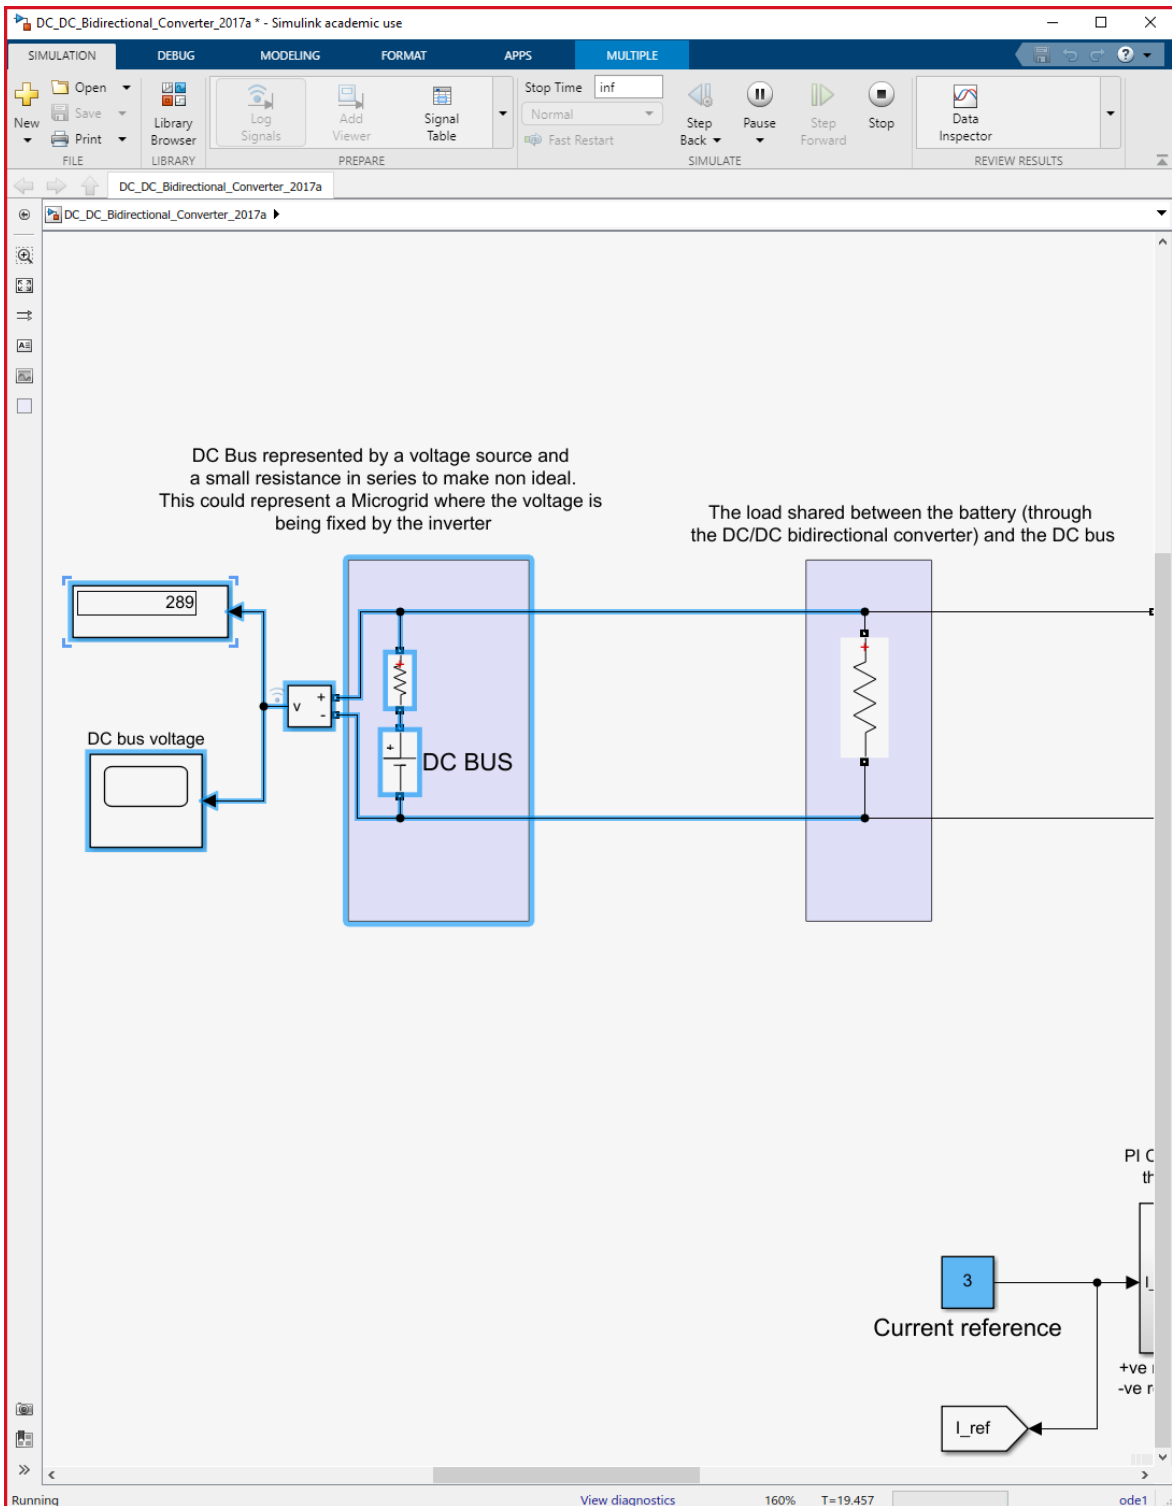 DC_DC_Bidirectional_Converter_2017a * - Simulink academic use
SIMULATION DEBUG MODELING FORMAT APPS MULTIPLE
New
Open
Save
Print
FILE
Library Browser
LIBRARY
Log Signals
Add Viewer
Signal Table
PREPARE
Stop Time inf
Normal
Fast Restart
Step Back
Pause
Step Forward
Stop
SIMULATE
Data Inspector
REVIEW RESULTS
DC_DC_Bidirectional_Converter_2017a
DC_DC_Bidirectional_Converter_2017a
DC Bus represented by a voltage source and
a small resistance in series to make non ideal.
This could represent a Microgrid where the voltage is
being fixed by the inverter
The load shared between the battery (through
the DC/DC bidirectional converter) and the DC bus
289
v
+
-
DC bus voltage
+
+
DC BUS
+
PI C
th
3
I_
Current reference
+ve r
-ve r
I_ref
Running View diagnostics 160% T=19.457 ode1